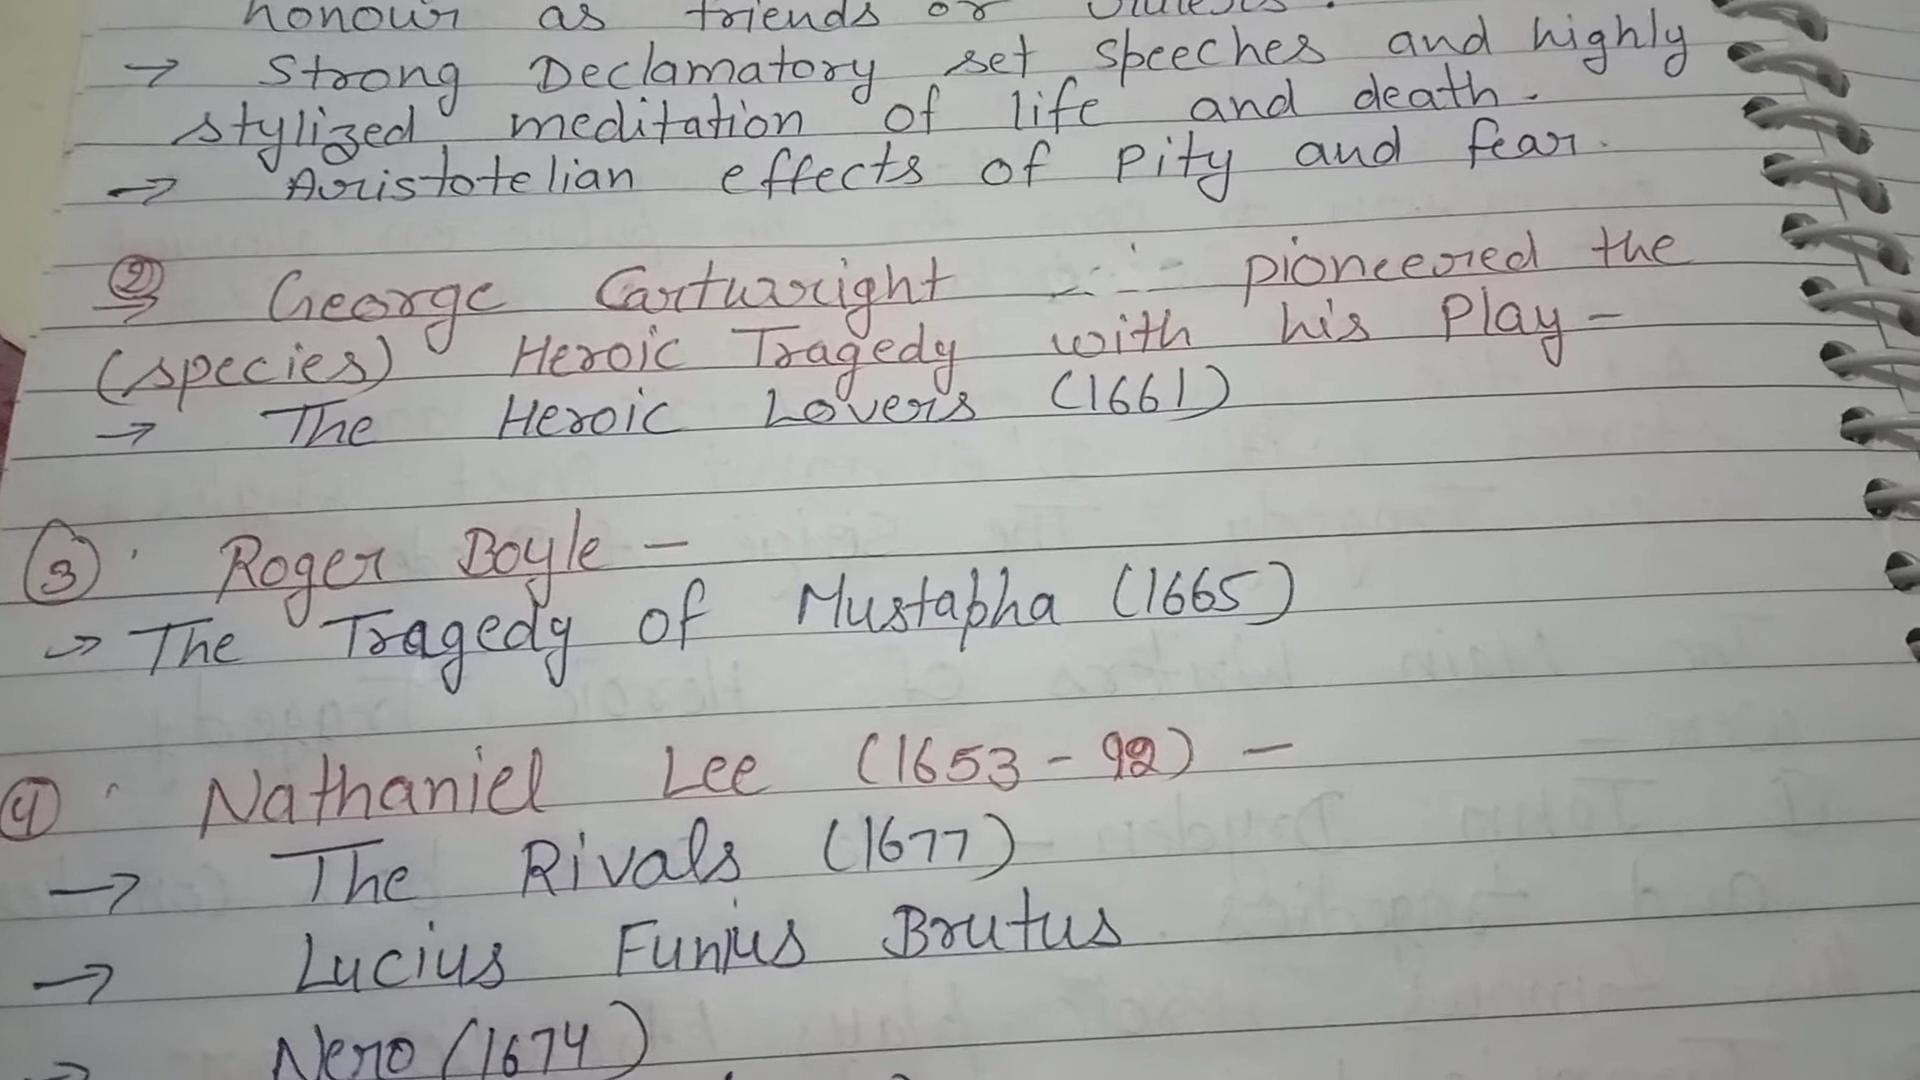 honour as friends or
→ Strong Declamatory set speeches and highly
stylized meditation of life and death.
→ Aristotelian effects of Pity and fear.
② George Cartwright pioneered the
(species) Heroic Tragedy with his Play -
→ The Heroic Lovers (1661)
③ Roger Boyle -
→ The Tragedy of Mustapha (1665)
④ Nathaniel Lee (1653 - 92) -
→ The Rivals (1677)
→ Lucius Funius Brutus
→ Nero (1674)